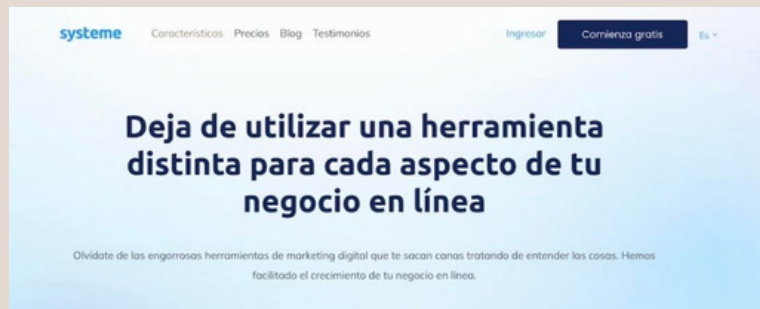 systeme Características Precios Blog Testimonios Ingresar Comienza gratis Es
Deja de utilizar una herramienta
distinta para cada aspecto de tu
negocio en línea
Olvídate de las engorrosas herramientas de marketing digital que te sacan canas tratando de entender las cosas. Hemos
facilitado el crecimiento de tu negocio en línea.